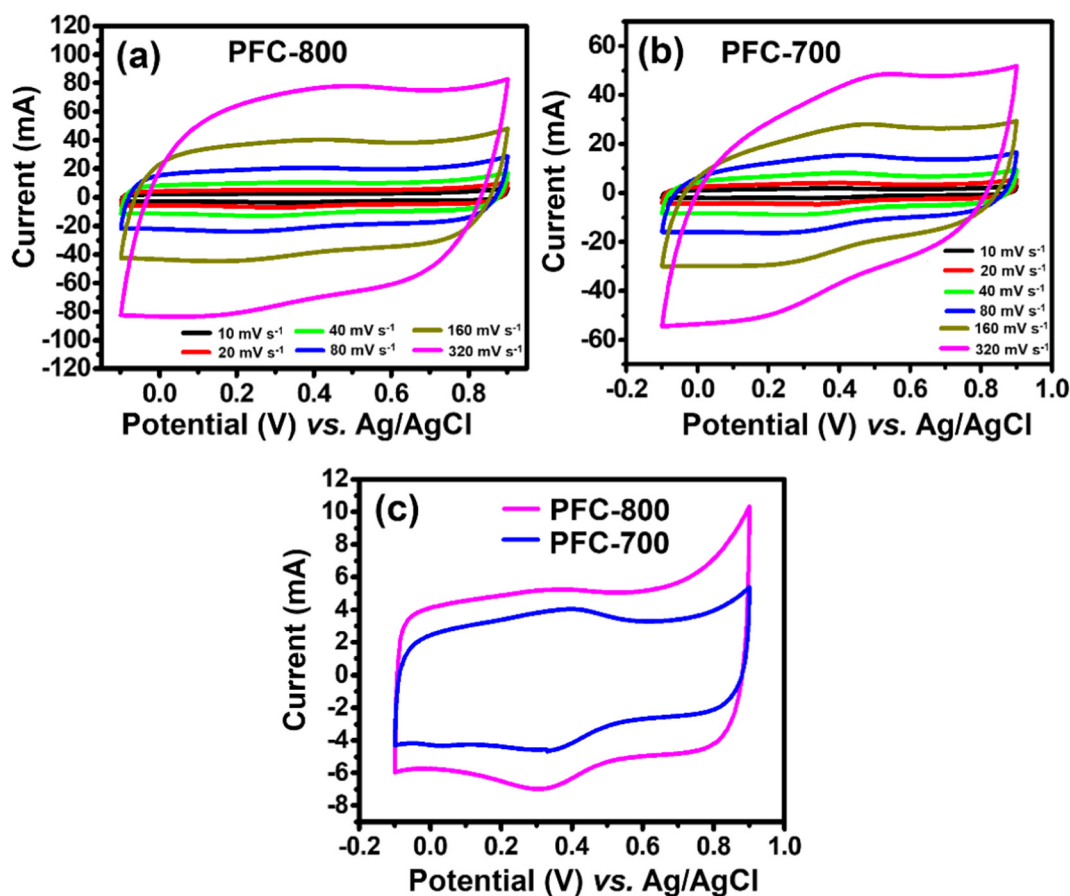 (a) PFC-800
120
100
80
60
40
20
0
-20
-40
-60
-80
-100
-120
Current (mA)
10 mV s⁻¹ 40 mV s⁻¹ 160 mV s⁻¹
20 mV s⁻¹ 80 mV s⁻¹ 320 mV s⁻¹
0.0 0.2 0.4 0.6 0.8
Potential (V) vs. Ag/AgCl
(b) PFC-700
60
40
20
0
-20
-40
-60
Current (mA)
10 mV s⁻¹
20 mV s⁻¹
40 mV s⁻¹
80 mV s⁻¹
160 mV s⁻¹
320 mV s⁻¹
-0.2 0.0 0.2 0.4 0.6 0.8 1.0
Potential (V) vs. Ag/AgCl
(c) PFC-800
PFC-700
12
10
8
6
4
2
0
-2
-4
-6
-8
Current (mA)
-0.2 0.0 0.2 0.4 0.6 0.8 1.0
Potential (V) vs. Ag/AgCl